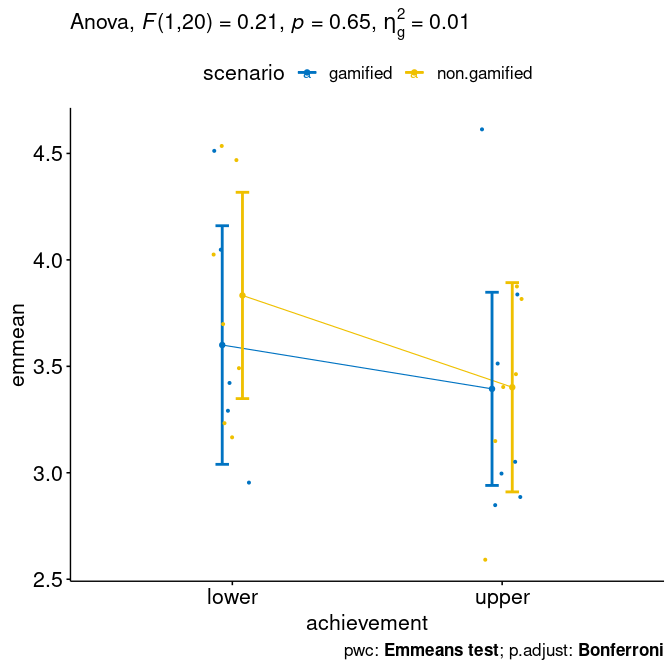 Anova, F(1,20) = 0.21, p = 0.65, η²g = 0.01
scenario a gamified a non.gamified
4.5
4.0
3.5
3.0
2.5
emmean
lower upper
achievement
pwc: Emmeans test; p.adjust: Bonferroni